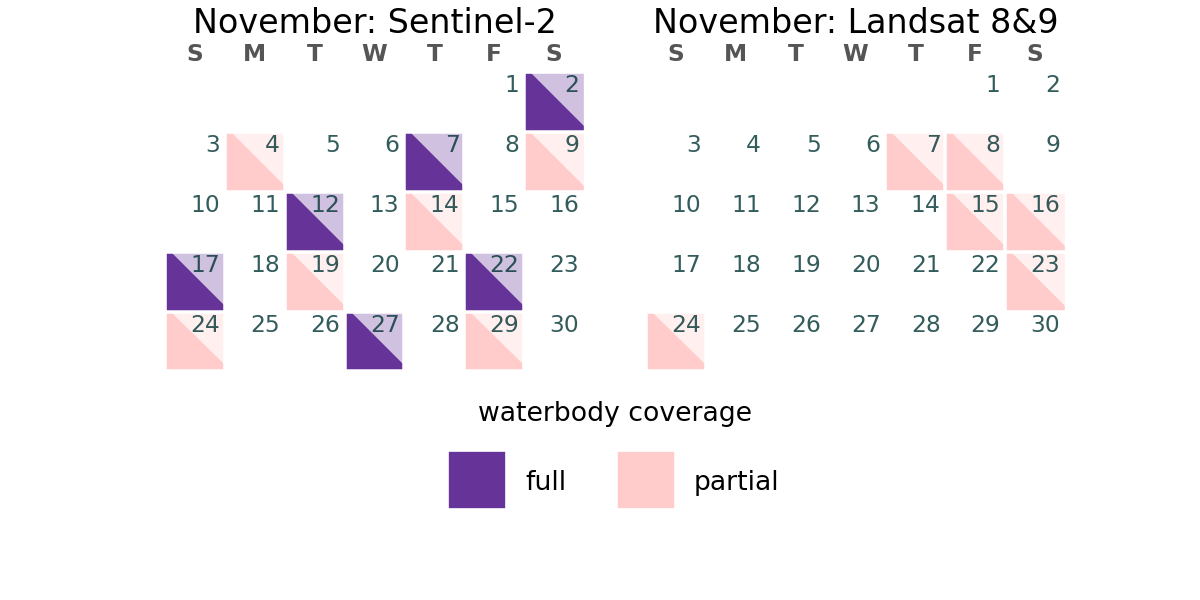 November: Sentinel-2
S M T W T F S
1 2
3 4 5 6 7 8 9
10 11 12 13 14 15 16
17 18 19 20 21 22 23
24 25 26 27 28 29 30
November: Landsat 8&9
S M T W T F S
1 2
3 4 5 6 7 8 9
10 11 12 13 14 15 16
17 18 19 20 21 22 23
24 25 26 27 28 29 30
waterbody coverage
full partial